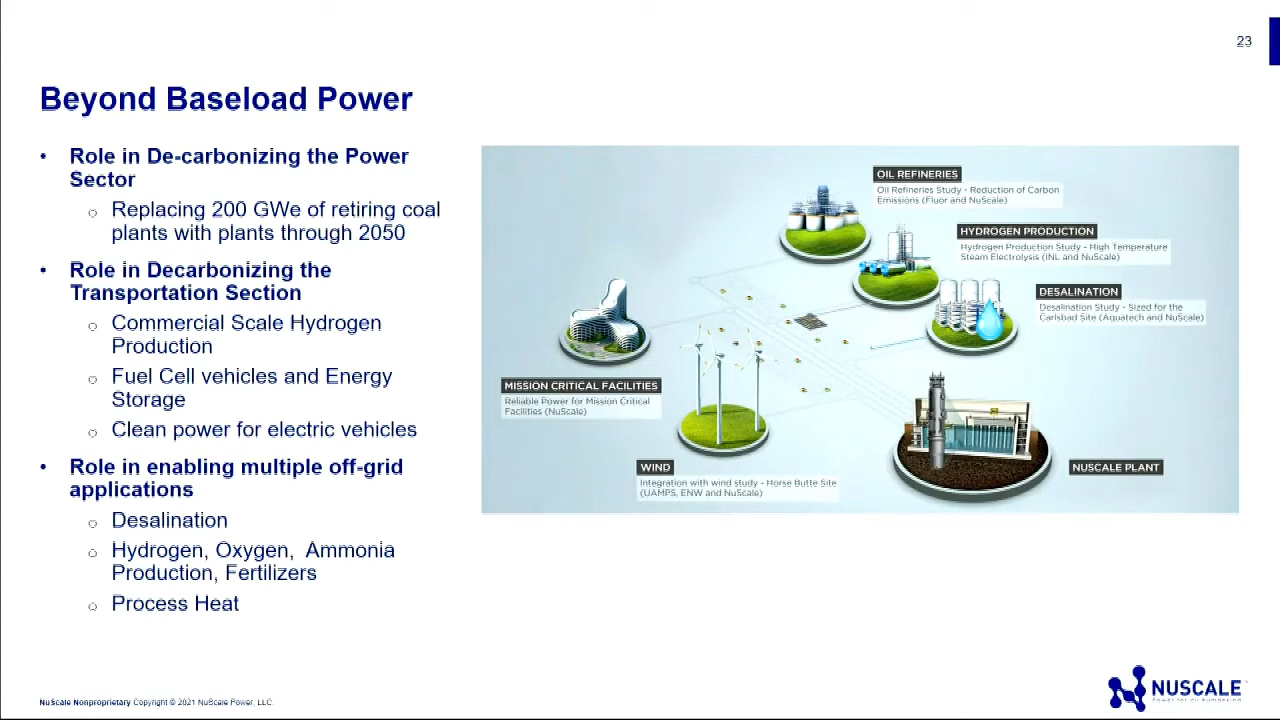 23
Beyond Baseload Power
• Role in De-carbonizing the Power
Sector
o Replacing 200 GWe of retiring coal
plants with plants through 2050
• Role in Decarbonizing the
Transportation Section
o Commercial Scale Hydrogen
Production
o Fuel Cell vehicles and Energy
Storage
o Clean power for electric vehicles
• Role in enabling multiple off-grid
applications
o Desalination
o Hydrogen, Oxygen, Ammonia
Production, Fertilizers
o Process Heat
OIL REFINERIES
Oil Refineries Study - Reduction of Carbon
Emissions (Fluor and NuScale)
HYDROGEN PRODUCTION
Hydrogen Production Study - High Temperature
Steam Electrolysis (INL and NuScale)
DESALINATION
Desalination Study - Sized for the
Carlsbad Site (Aquatech and NuScale)
MISSION CRITICAL FACILITIES
Reliable Power for Mission Critical
Facilities (NuScale)
WIND
Integration with wind study - Horse Butte Site
(UAMPS, ENW and NuScale)
NUSCALE PLANT
NuScale Nonproprietary Copyright © 2021 NuScale Power, LLC.
NUSCALE
Power for all humankind